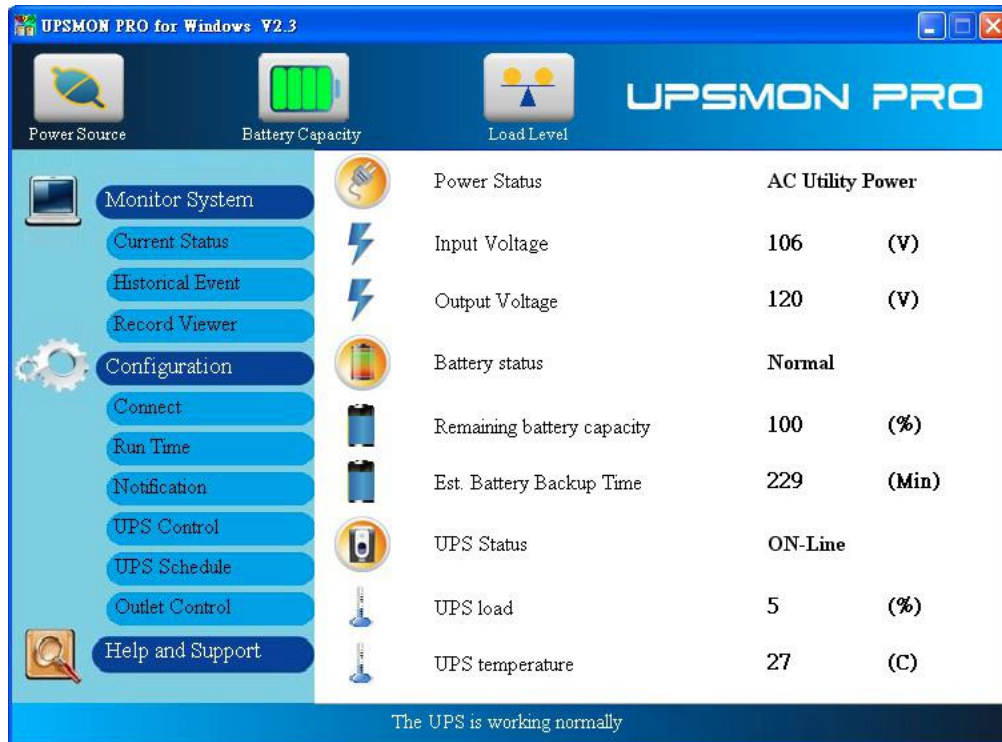 UPSMON PRO for Windows V2.3
UPSMON PRO
Power Source
Battery Capacity
Load Level
Monitor System
Current Status
Historical Event
Record Viewer
Configuration
Connect
Run Time
Notification
UPS Control
UPS Schedule
Outlet Control
Help and Support
Power Status AC Utility Power
Input Voltage 106 (V)
Output Voltage 120 (V)
Battery status Normal
Remaining battery capacity 100 (%)
Est. Battery Backup Time 229 (Min)
UPS Status ON-Line
UPS load 5 (%)
UPS temperature 27 (C)
The UPS is working normally